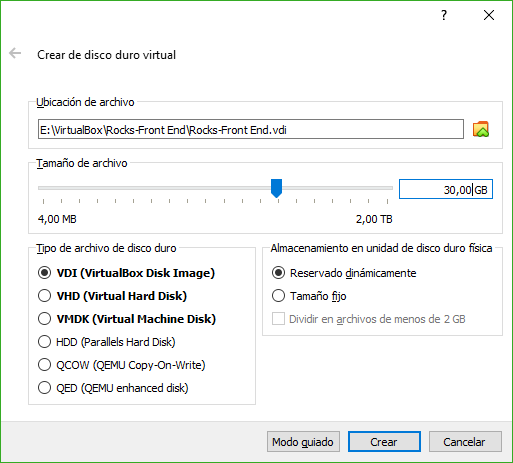 ?
Crear de disco duro virtual
Ubicación de archivo
E:\VirtualBox\Rocks-Front End\Rocks-Front End.vdi
Tamaño de archivo
30,00 GB
4,00 MB 2,00 TB
Tipo de archivo de disco duro
VDI (VirtualBox Disk Image)
VHD (Virtual Hard Disk)
VMDK (Virtual Machine Disk)
HDD (Parallels Hard Disk)
QCOW (QEMU Copy-On-Write)
QED (QEMU enhanced disk)
Almacenamiento en unidad de disco duro física
Reservado dinámicamente
Tamaño fijo
Dividir en archivos de menos de 2 GB
Modo guiado Crear Cancelar